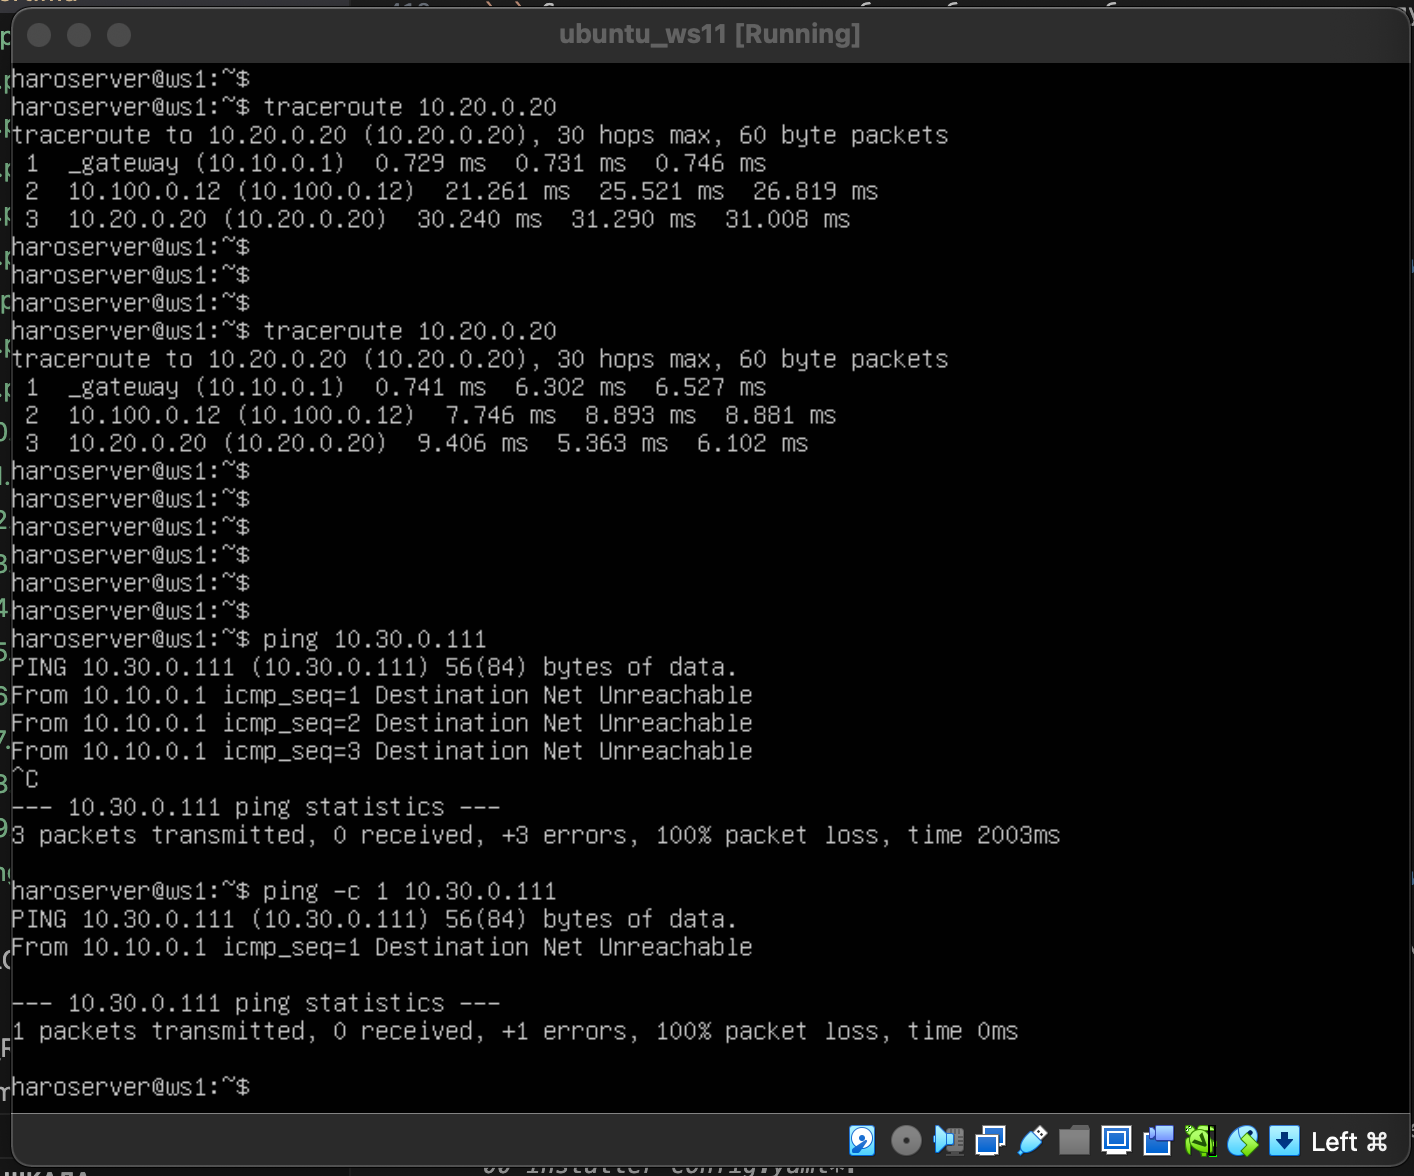 ubuntu_ws11 [Running]
haroserver@ws1:~$
haroserver@ws1:~$ traceroute 10.20.0.20
traceroute to 10.20.0.20 (10.20.0.20), 30 hops max, 60 byte packets
 1  _gateway (10.10.0.1)  0.729 ms  0.731 ms  0.746 ms
 2  10.100.0.12 (10.100.0.12)  21.261 ms  25.521 ms  26.819 ms
 3  10.20.0.20 (10.20.0.20)  30.240 ms  31.290 ms  31.008 ms
haroserver@ws1:~$
haroserver@ws1:~$
haroserver@ws1:~$
haroserver@ws1:~$ traceroute 10.20.0.20
traceroute to 10.20.0.20 (10.20.0.20), 30 hops max, 60 byte packets
 1  _gateway (10.10.0.1)  0.741 ms  6.302 ms  6.527 ms
 2  10.100.0.12 (10.100.0.12)  7.746 ms  8.893 ms  8.881 ms
 3  10.20.0.20 (10.20.0.20)  9.406 ms  5.363 ms  6.102 ms
haroserver@ws1:~$
haroserver@ws1:~$
haroserver@ws1:~$
haroserver@ws1:~$
haroserver@ws1:~$
haroserver@ws1:~$
haroserver@ws1:~$ ping 10.30.0.111
PING 10.30.0.111 (10.30.0.111) 56(84) bytes of data.
From 10.10.0.1 icmp_seq=1 Destination Net Unreachable
From 10.10.0.1 icmp_seq=2 Destination Net Unreachable
From 10.10.0.1 icmp_seq=3 Destination Net Unreachable
^C
--- 10.30.0.111 ping statistics ---
3 packets transmitted, 0 received, +3 errors, 100% packet loss, time 2003ms
haroserver@ws1:~$ ping -c 1 10.30.0.111
PING 10.30.0.111 (10.30.0.111) 56(84) bytes of data.
From 10.10.0.1 icmp_seq=1 Destination Net Unreachable
--- 10.30.0.111 ping statistics ---
1 packets transmitted, 0 received, +1 errors, 100% packet loss, time 0ms
haroserver@ws1:~$
Left ⌘